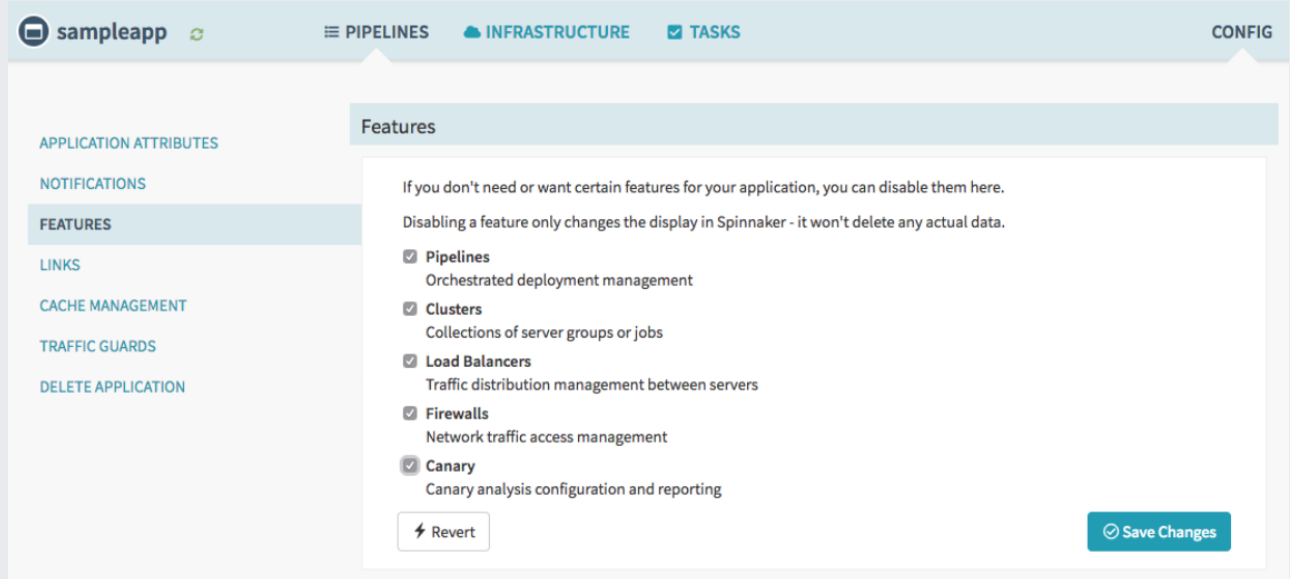 sampleapp
PIPELINES
INFRASTRUCTURE
TASKS
CONFIG
APPLICATION ATTRIBUTES
NOTIFICATIONS
FEATURES
LINKS
CACHE MANAGEMENT
TRAFFIC GUARDS
DELETE APPLICATION
Features
If you don't need or want certain features for your application, you can disable them here.
Disabling a feature only changes the display in Spinnaker - it won't delete any actual data.
Pipelines
Orchestrated deployment management
Clusters
Collections of server groups or jobs
Load Balancers
Traffic distribution management between servers
Firewalls
Network traffic access management
Canary
Canary analysis configuration and reporting
Revert
Save Changes